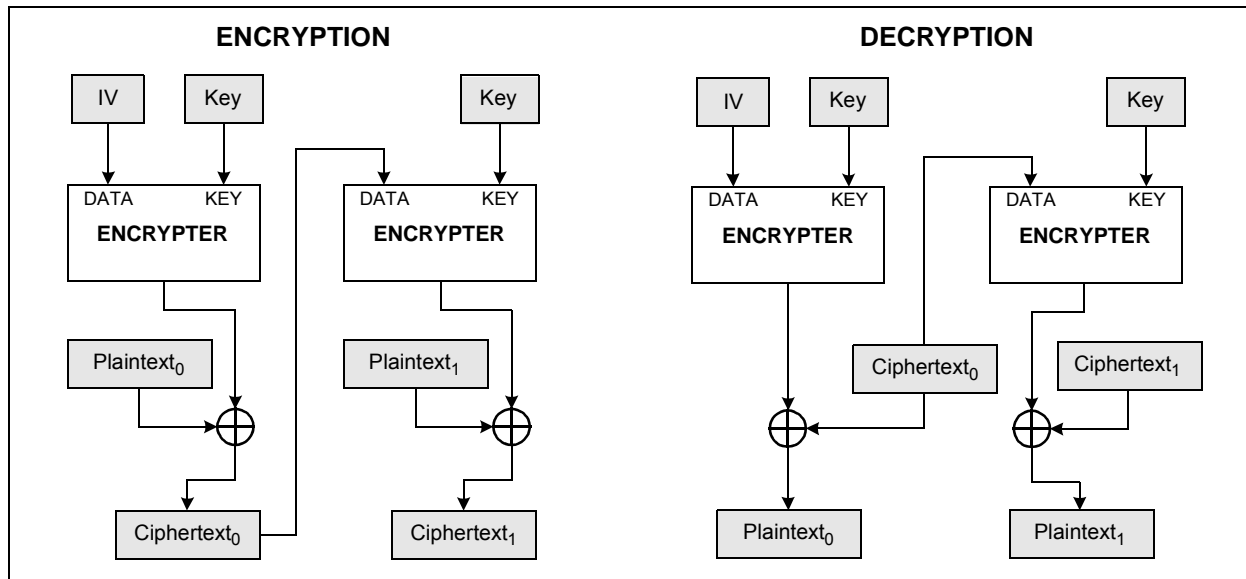 ENCRYPTION
IV
Key
Key
DATA
KEY
ENCRYPTER
DATA
KEY
ENCRYPTER
Plaintext0
Plaintext1
Ciphertext0
Ciphertext1
DECRYPTION
IV
Key
Key
DATA
KEY
ENCRYPTER
DATA
KEY
ENCRYPTER
Ciphertext0
Ciphertext1
Plaintext0
Plaintext1